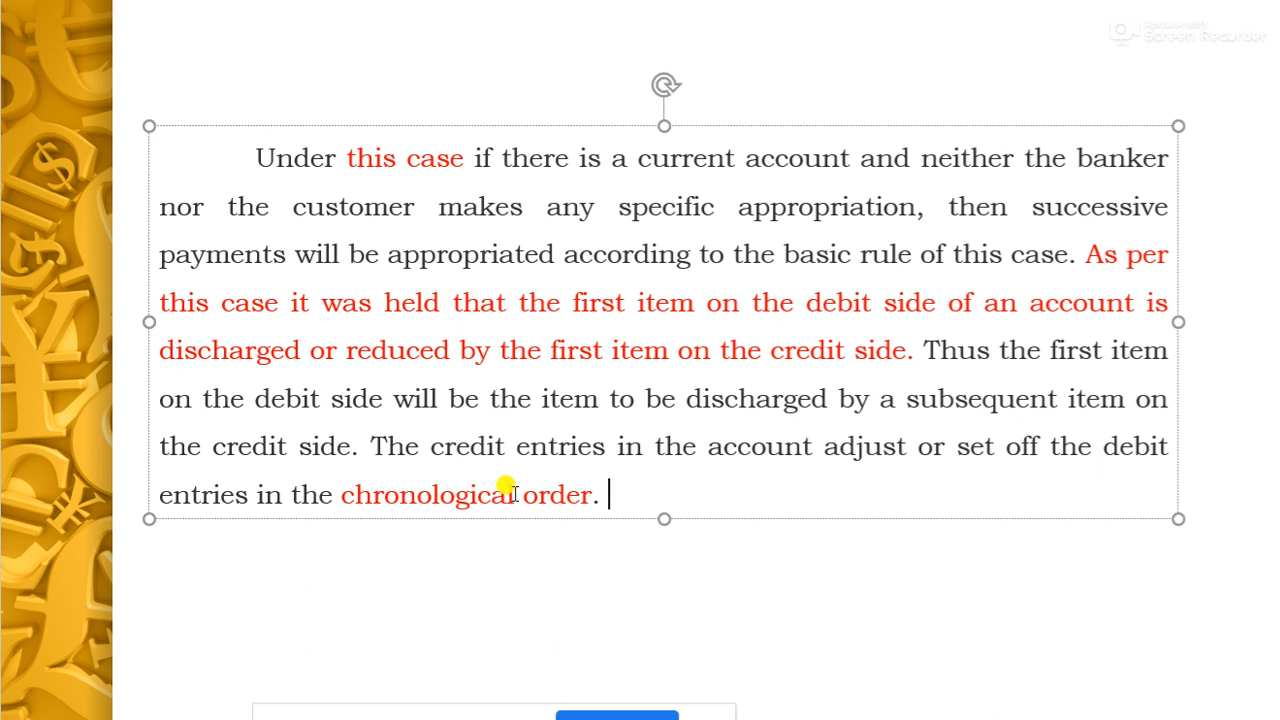 Apowersoft
Screen Recorder
Under this case if there is a current account and neither the banker
nor the customer makes any specific appropriation, then successive
payments will be appropriated according to the basic rule of this case. As per
this case it was held that the first item on the debit side of an account is
discharged or reduced by the first item on the credit side. Thus the first item
on the debit side will be the item to be discharged by a subsequent item on
the credit side. The credit entries in the account adjust or set off the debit
entries in the chronological order.